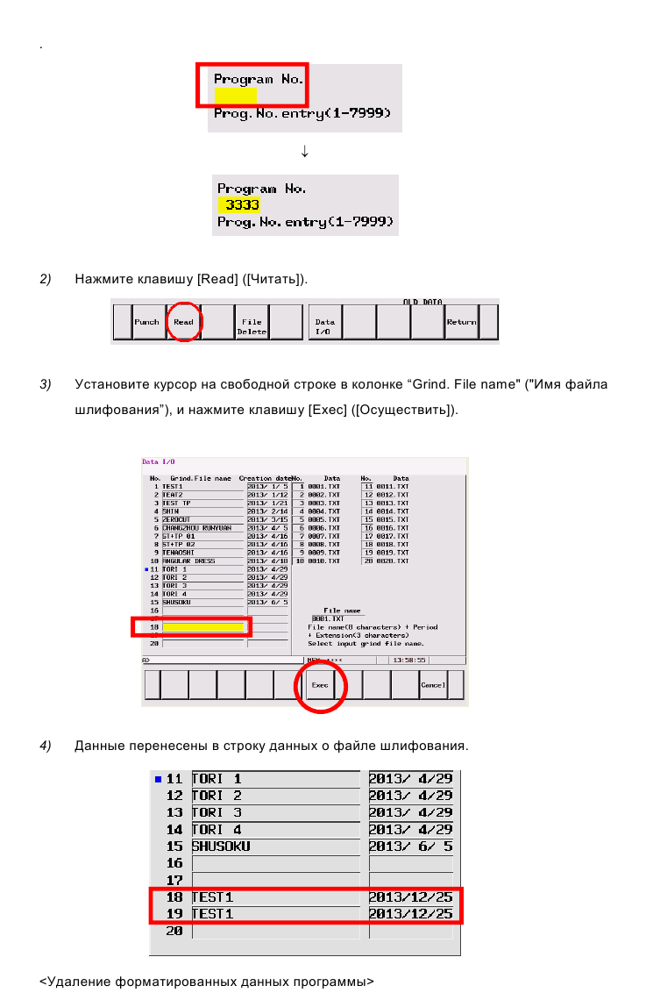 .
Program No.
Prog.No.entry(1-7999)
↓
Program No.
3333
Prog.No.entry(1-7999)
2) Нажмите клавишу [Read] ([Читать]).
OLD DATA
Punch Read File Delete Data I/O Return
3) Установите курсор на свободной строке в колонке “Grind. File name" ("Имя файла
шлифования”), и нажмите клавишу [Exec] ([Осуществить]).
Data I/O
No. Grind.File name Creation date No. Data No. Data
1 TEST1 2013/ 1/ 5 1 0001.TXT 11 0011.TXT
2 TEAT2 2013/ 1/12 2 0002.TXT 12 0012.TXT
3 TEST TP 2013/ 1/21 3 0003.TXT 13 0013.TXT
4 SHIN 2013/ 2/14 4 0004.TXT 14 0014.TXT
5 ZEROCUT 2013/ 3/15 5 0005.TXT 15 0015.TXT
6 CHANGZHOU RUNYUAN 2013/ 4/ 5 6 0006.TXT 16 0016.TXT
7 ST+TP 01 2013/ 4/16 7 0007.TXT 17 0017.TXT
8 ST+TP 02 2013/ 4/16 8 0008.TXT 18 0018.TXT
9 TENAOSHI 2013/ 4/16 9 0009.TXT 19 0019.TXT
10 ANGULAR DRESS 2013/ 4/18 10 0010.TXT 20 0020.TXT
11 TORI 1 2013/ 4/29
12 TORI 2 2013/ 4/29
13 TORI 3 2013/ 4/29
14 TORI 4 2013/ 4/29
15 SHUSOKU 2013/ 6/ 5
16 File name
0001.TXT
18 File name(8 characters) + Period
+ Extension(3 characters)
20 Select input grind file name.
A> MEM **** 13:58:55
Exec Cancel
4) Данные перенесены в строку данных о файле шлифования.
11 TORI 1 2013/ 4/29
12 TORI 2 2013/ 4/29
13 TORI 3 2013/ 4/29
14 TORI 4 2013/ 4/29
15 SHUSOKU 2013/ 6/ 5
16
17
18 TEST1 2013/12/25
19 TEST1 2013/12/25
20
<Удаление форматированных данных программы>